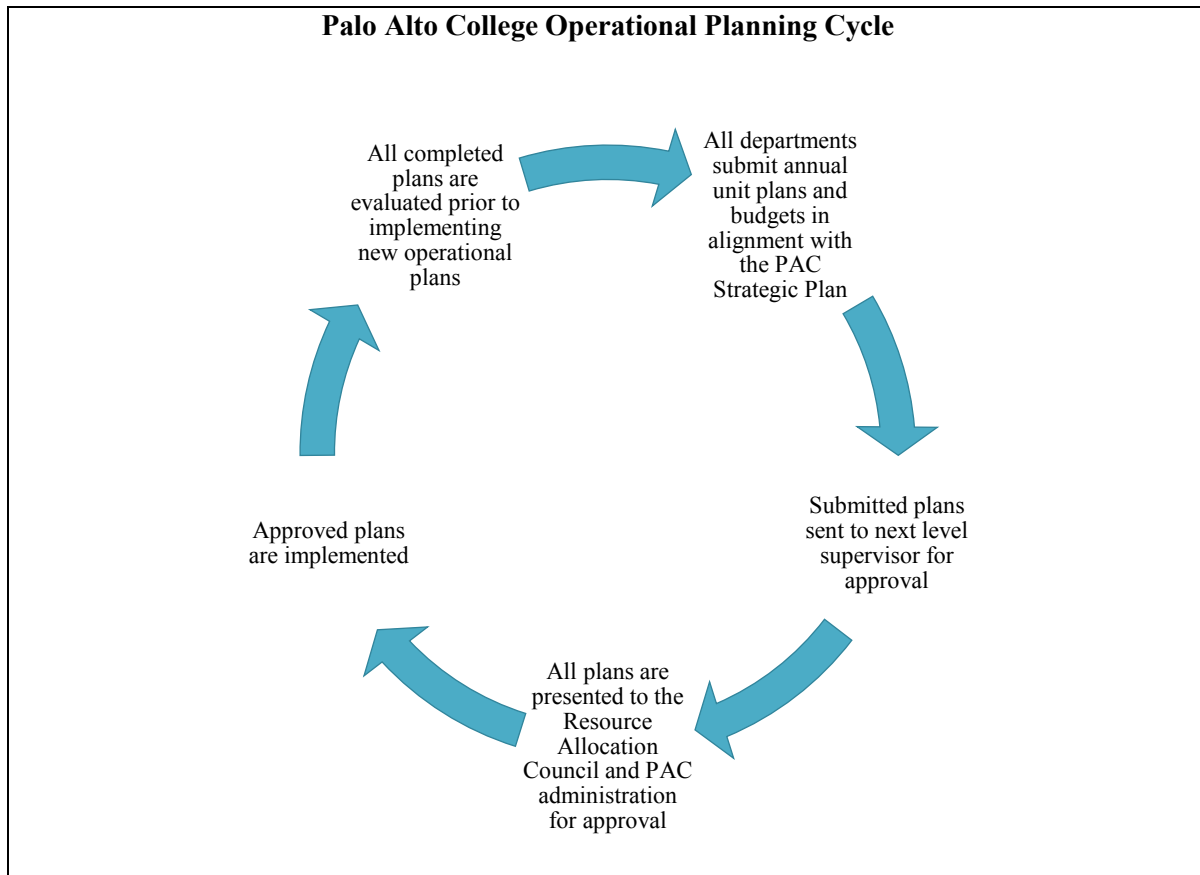 Palo Alto College Operational Planning Cycle
All departments
submit annual
unit plans and
budgets in
alignment with
the PAC
Strategic Plan
Submitted plans
sent to next level
supervisor for
approval
All plans are
presented to the
Resource
Allocation
Council and PAC
administration
for approval
Approved plans
are implemented
All completed
plans are
evaluated prior to
implementing
new operational
plans